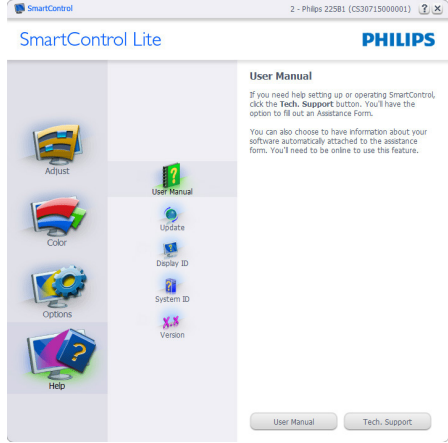 SmartControl
2 - Philips 225B1 (CS30715000001)
SmartControl Lite
PHILIPS
Adjust
Color
Options
Help
User Manual
Update
Display ID
System ID
Version
User Manual
If you need help setting up or operating SmartControl,
click the Tech. Support button. You'll have the
option to fill out an Assistance Form.
You can also choose to have information about your
software automatically attached to the assistance
form. You'll need to be online to use this feature.
User Manual
Tech. Support